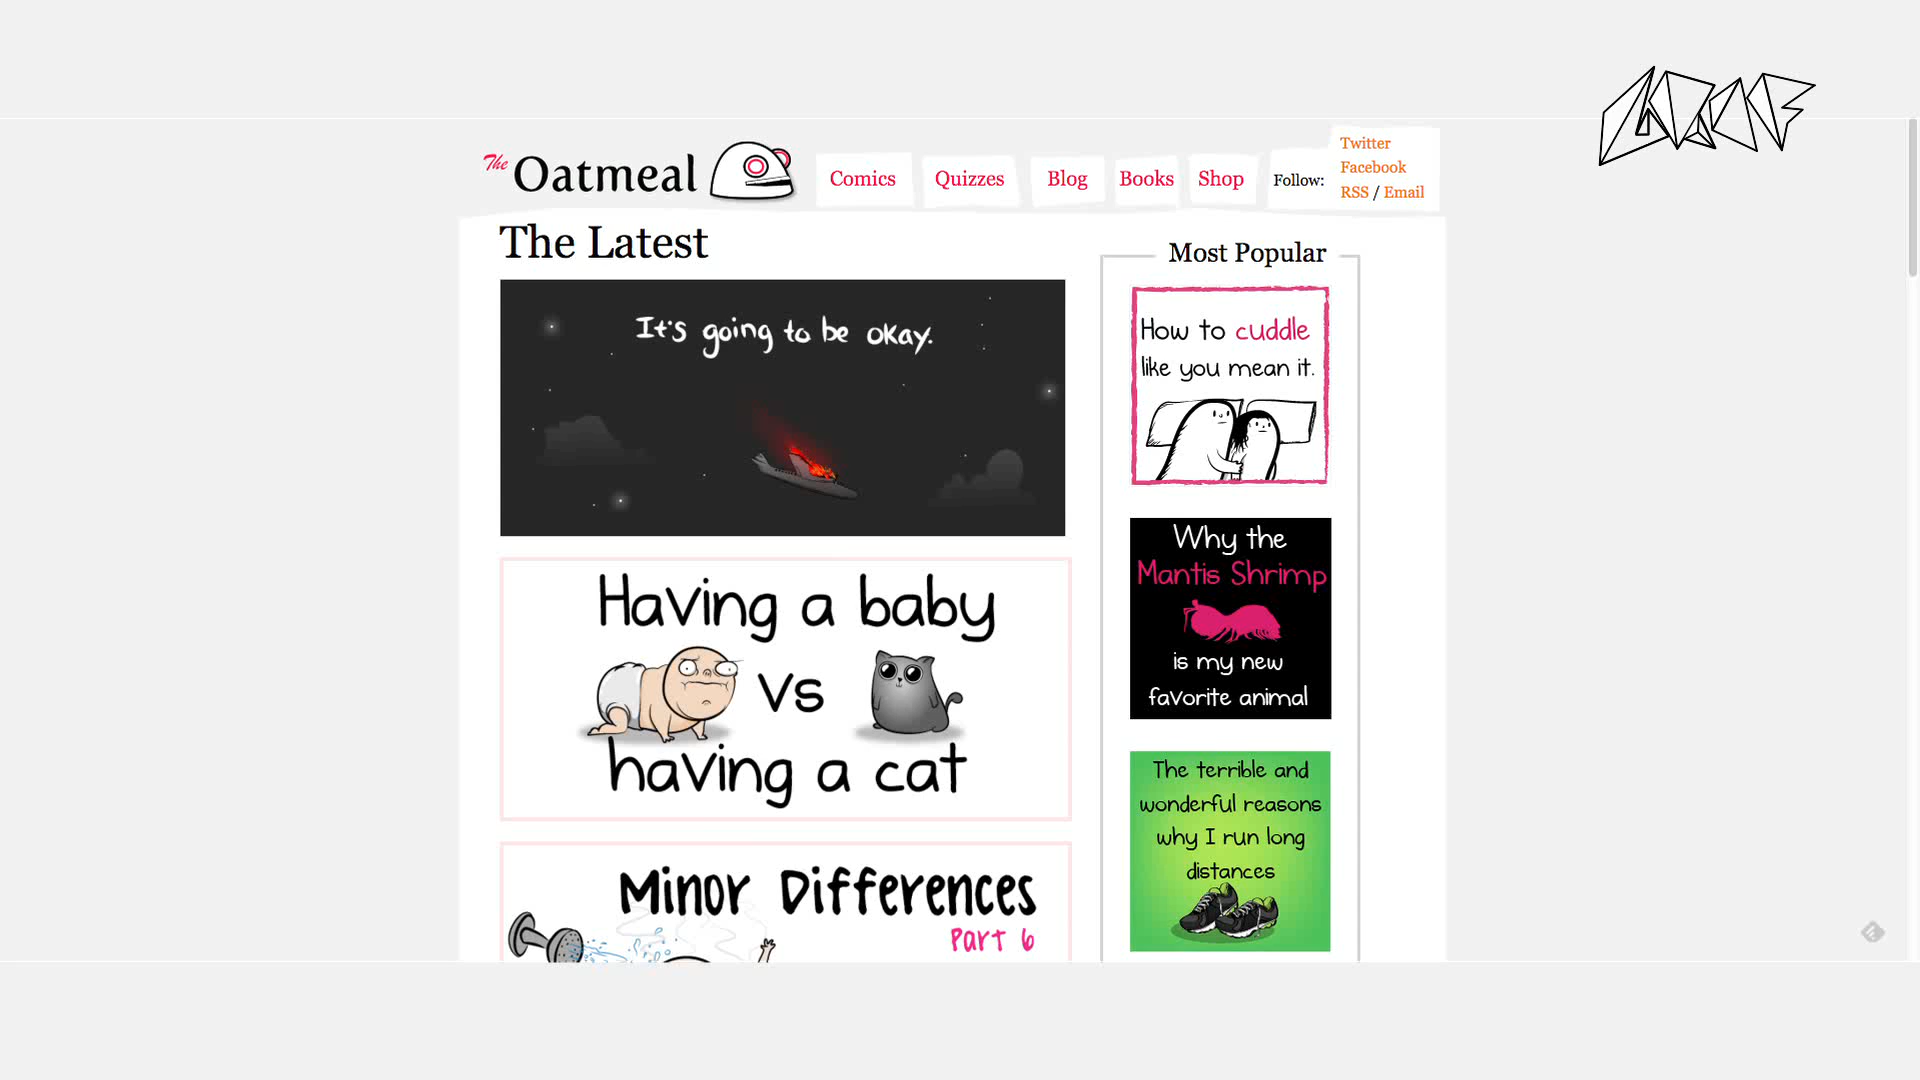 The Oatmeal
Comics
Quizzes
Blog
Books
Shop
Follow:
Twitter
Facebook
RSS / Email
The Latest
It's going to be okay.
Having a baby
vs
having a cat
Minor Differences
Part 6
Most Popular
How to cuddle
like you mean it.
Why the
Mantis Shrimp
is my new
favorite animal
The terrible and
wonderful reasons
why I run long
distances